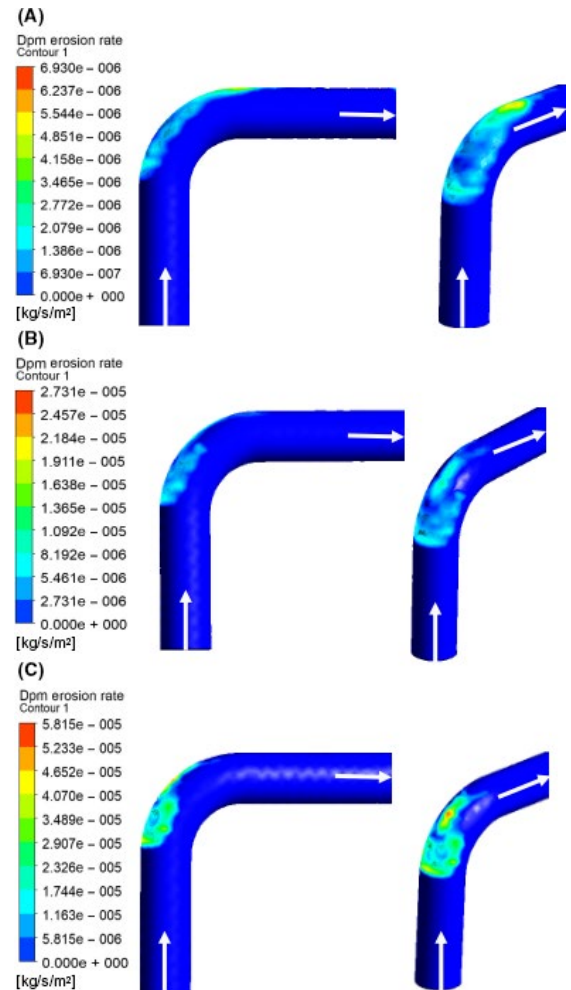 (A)
Dpm erosion rate
Contour 1
6.930e – 006
6.237e – 006
5.544e – 006
4.851e – 006
4.158e – 006
3.465e – 006
2.772e – 006
2.079e – 006
1.386e – 006
6.930e – 007
0.000e + 000
[kg/s/m²]
(B)
Dpm erosion rate
Contour 1
2.731e – 005
2.457e – 005
2.184e – 005
1.911e – 005
1.638e – 005
1.365e – 005
1.092e – 005
8.192e – 006
5.461e – 006
2.731e – 006
0.000e + 000
[kg/s/m²]
(C)
Dpm erosion rate
Contour 1
5.815e – 005
5.233e – 005
4.652e – 005
4.070e – 005
3.489e – 005
2.907e – 005
2.326e – 005
1.744e – 005
1.163e – 005
5.815e – 006
0.000e + 000
[kg/s/m²]